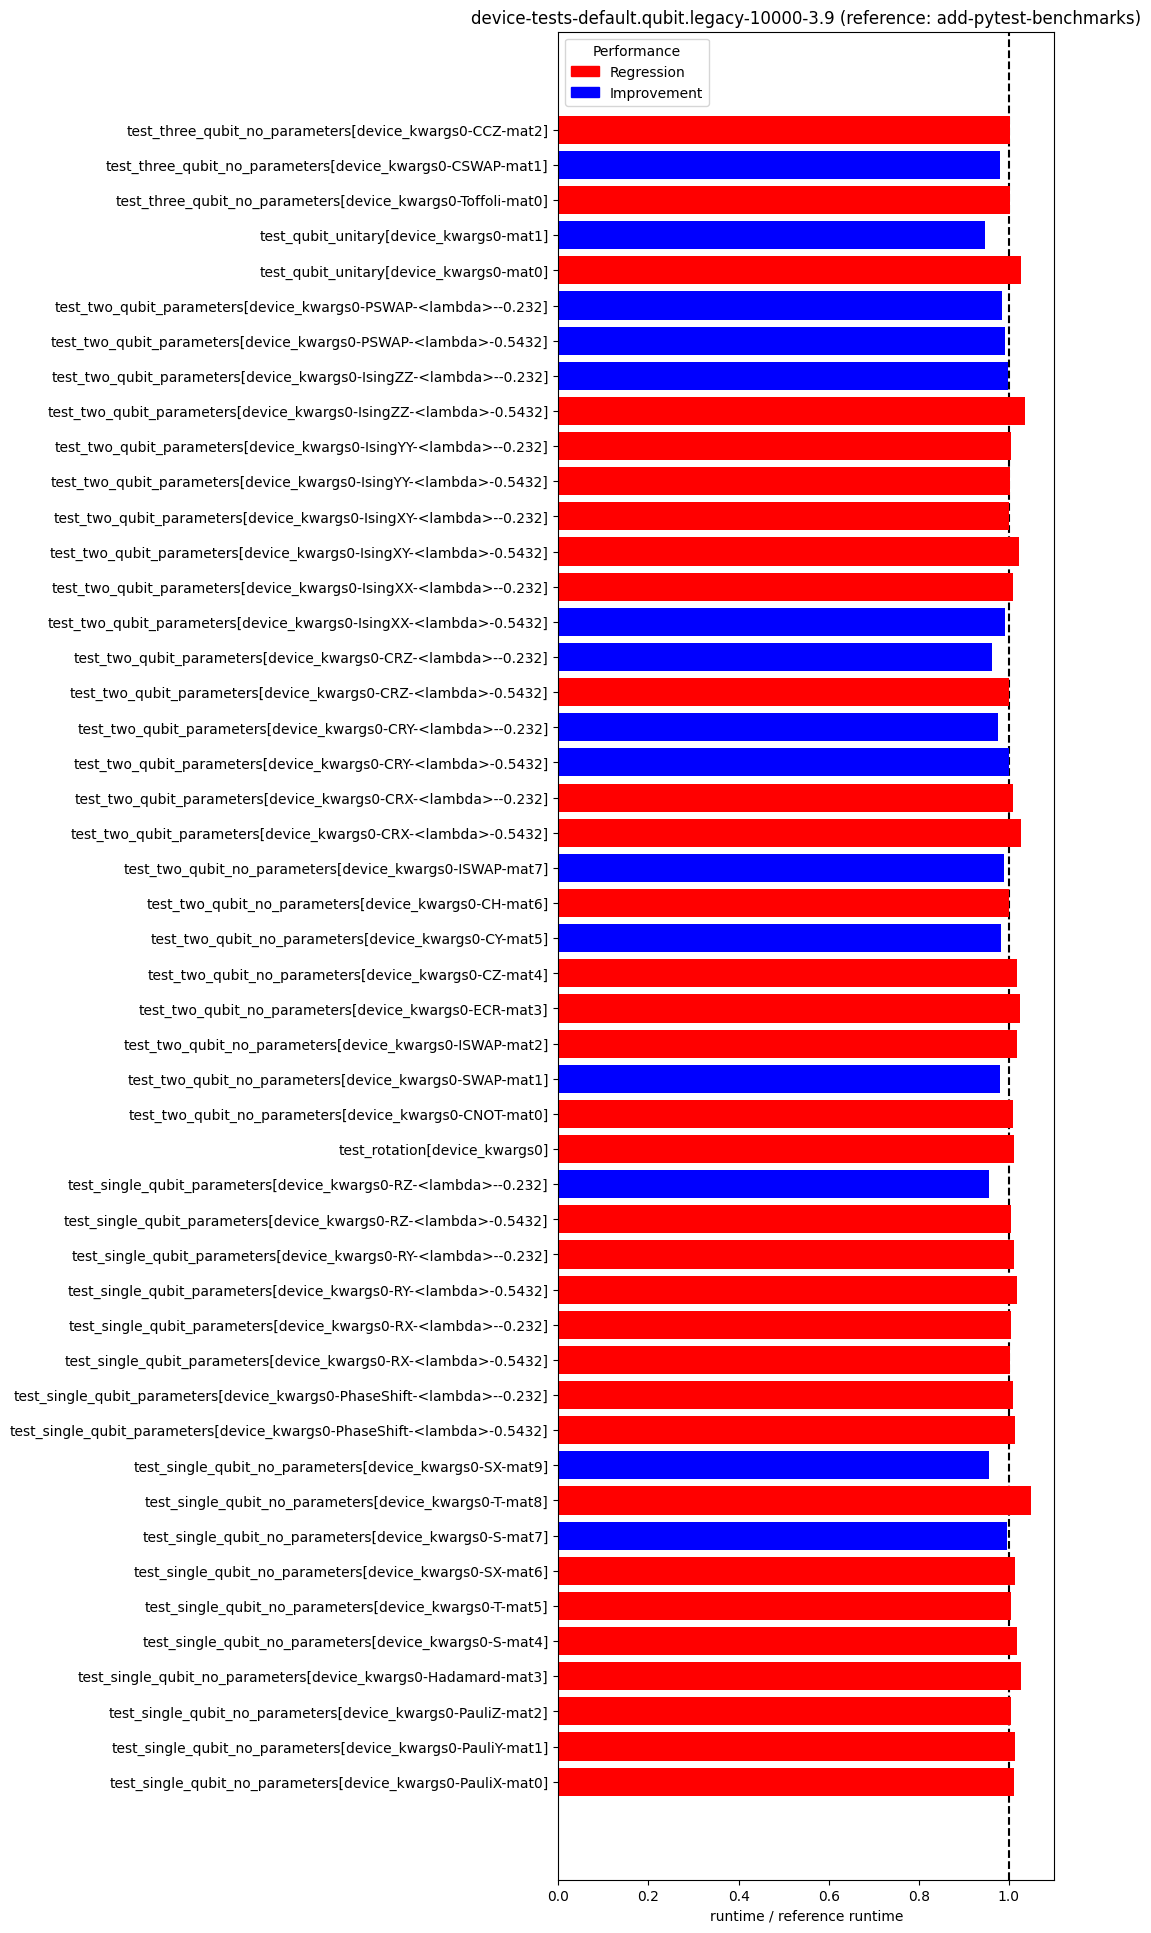 device-tests-default.qubit.legacy-10000-3.9 (reference: add-pytest-benchmarks)
Performance
Regression
Improvement
test_three_qubit_no_parameters[device_kwargs0-CCZ-mat2]
test_three_qubit_no_parameters[device_kwargs0-CSWAP-mat1]
test_three_qubit_no_parameters[device_kwargs0-Toffoli-mat0]
test_qubit_unitary[device_kwargs0-mat1]
test_qubit_unitary[device_kwargs0-mat0]
test_two_qubit_parameters[device_kwargs0-PSWAP-<lambda>--0.232]
test_two_qubit_parameters[device_kwargs0-PSWAP-<lambda>-0.5432]
test_two_qubit_parameters[device_kwargs0-IsingZZ-<lambda>--0.232]
test_two_qubit_parameters[device_kwargs0-IsingZZ-<lambda>-0.5432]
test_two_qubit_parameters[device_kwargs0-IsingYY-<lambda>--0.232]
test_two_qubit_parameters[device_kwargs0-IsingYY-<lambda>-0.5432]
test_two_qubit_parameters[device_kwargs0-IsingXY-<lambda>--0.232]
test_two_qubit_parameters[device_kwargs0-IsingXY-<lambda>-0.5432]
test_two_qubit_parameters[device_kwargs0-IsingXX-<lambda>--0.232]
test_two_qubit_parameters[device_kwargs0-IsingXX-<lambda>-0.5432]
test_two_qubit_parameters[device_kwargs0-CRZ-<lambda>--0.232]
test_two_qubit_parameters[device_kwargs0-CRZ-<lambda>-0.5432]
test_two_qubit_parameters[device_kwargs0-CRY-<lambda>--0.232]
test_two_qubit_parameters[device_kwargs0-CRY-<lambda>-0.5432]
test_two_qubit_parameters[device_kwargs0-CRX-<lambda>--0.232]
test_two_qubit_parameters[device_kwargs0-CRX-<lambda>-0.5432]
test_two_qubit_no_parameters[device_kwargs0-ISWAP-mat7]
test_two_qubit_no_parameters[device_kwargs0-CH-mat6]
test_two_qubit_no_parameters[device_kwargs0-CY-mat5]
test_two_qubit_no_parameters[device_kwargs0-CZ-mat4]
test_two_qubit_no_parameters[device_kwargs0-ECR-mat3]
test_two_qubit_no_parameters[device_kwargs0-ISWAP-mat2]
test_two_qubit_no_parameters[device_kwargs0-SWAP-mat1]
test_two_qubit_no_parameters[device_kwargs0-CNOT-mat0]
test_rotation[device_kwargs0]
test_single_qubit_parameters[device_kwargs0-RZ-<lambda>--0.232]
test_single_qubit_parameters[device_kwargs0-RZ-<lambda>-0.5432]
test_single_qubit_parameters[device_kwargs0-RY-<lambda>--0.232]
test_single_qubit_parameters[device_kwargs0-RY-<lambda>-0.5432]
test_single_qubit_parameters[device_kwargs0-RX-<lambda>--0.232]
test_single_qubit_parameters[device_kwargs0-RX-<lambda>-0.5432]
test_single_qubit_parameters[device_kwargs0-PhaseShift-<lambda>--0.232]
test_single_qubit_parameters[device_kwargs0-PhaseShift-<lambda>-0.5432]
test_single_qubit_no_parameters[device_kwargs0-SX-mat9]
test_single_qubit_no_parameters[device_kwargs0-T-mat8]
test_single_qubit_no_parameters[device_kwargs0-S-mat7]
test_single_qubit_no_parameters[device_kwargs0-SX-mat6]
test_single_qubit_no_parameters[device_kwargs0-T-mat5]
test_single_qubit_no_parameters[device_kwargs0-S-mat4]
test_single_qubit_no_parameters[device_kwargs0-Hadamard-mat3]
test_single_qubit_no_parameters[device_kwargs0-PauliZ-mat2]
test_single_qubit_no_parameters[device_kwargs0-PauliY-mat1]
test_single_qubit_no_parameters[device_kwargs0-PauliX-mat0]
0.0 0.2 0.4 0.6 0.8 1.0
runtime / reference runtime